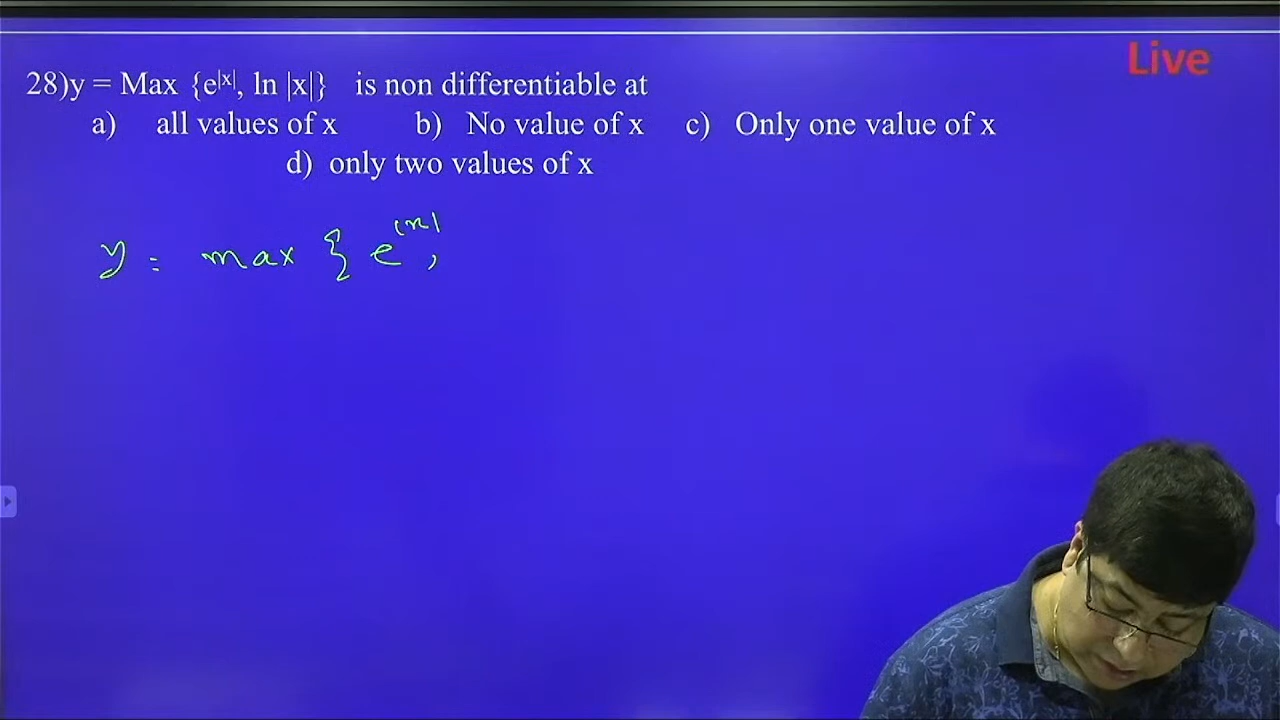 Live
28)y = Max {e^|x|, ln |x|} is non differentiable at
a) all values of x b) No value of x c) Only one value of x
d) only two values of x
y = max { e^|x| ,